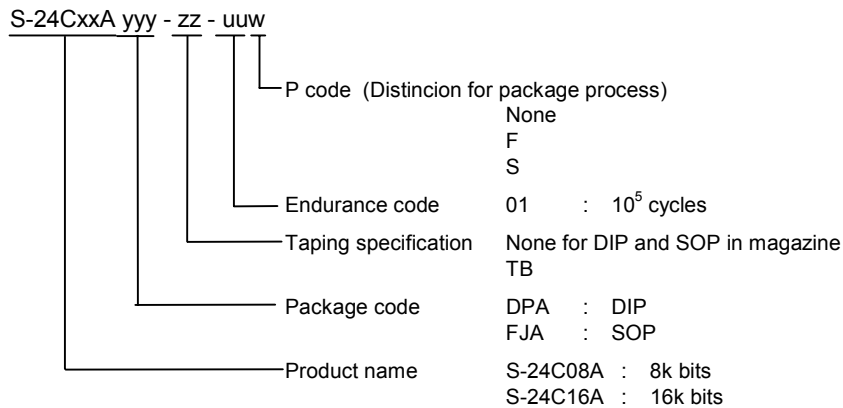 S-24CxxA yyy - zz - uuw
P code (Distincion for package process)
None
F
S
Endurance code 01 : 10⁵ cycles
Taping specification None for DIP and SOP in magazine
TB
Package code DPA : DIP
FJA : SOP
Product name S-24C08A : 8k bits
S-24C16A : 16k bits